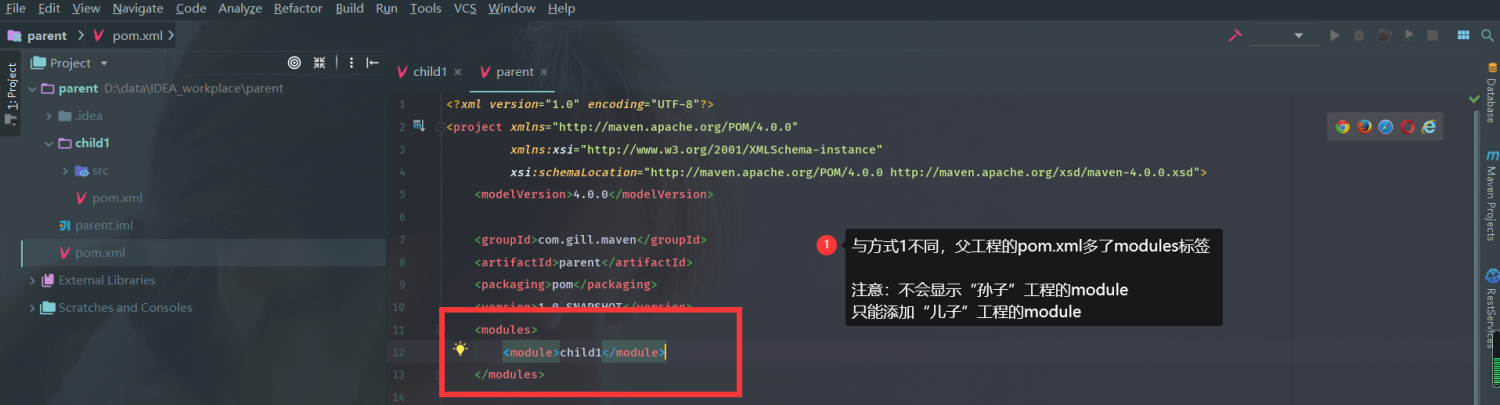 File Edit View Navigate Code Analyze Refactor Build Run Tools VCS Window Help
parent pom.xml
1: Project
Project
parent D:\data\IDEA_workplace\parent
.idea
child1
src
pom.xml
parent.iml
pom.xml
External Libraries
Scratches and Consoles
child1 parent
1 <?xml version="1.0" encoding="UTF-8"?>
2 <project xmlns="http://maven.apache.org/POM/4.0.0"
3 xmlns:xsi="http://www.w3.org/2001/XMLSchema-instance"
4 xsi:schemaLocation="http://maven.apache.org/POM/4.0.0 http://maven.apache.org/xsd/maven-4.0.0.xsd">
5 <modelVersion>4.0.0</modelVersion>
6
7 <groupId>com.gill.maven</groupId>
8 <artifactId>parent</artifactId>
9 <packaging>pom</packaging>
10 <version>1.0-SNAPSHOT</version>
11 <modules>
12 <module>child1</module>
13 </modules>
14
1 与方式1不同，父工程的pom.xml多了modules标签
注意：不会显示“孙子”工程的module
只能添加“儿子”工程的module
Database
Maven Projects
RestServices